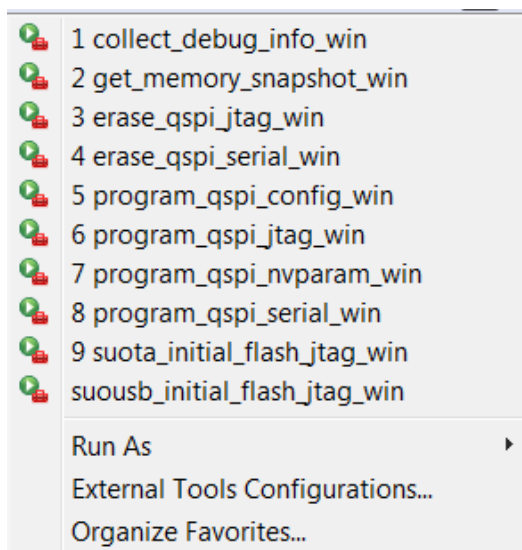 1 collect_debug_info_win
2 get_memory_snapshot_win
3 erase_qspi_jtag_win
4 erase_qspi_serial_win
5 program_qspi_config_win
6 program_qspi_jtag_win
7 program_qspi_nvparam_win
8 program_qspi_serial_win
9 suota_initial_flash_jtag_win
suousb_initial_flash_jtag_win
Run As
External Tools Configurations...
Organize Favorites...